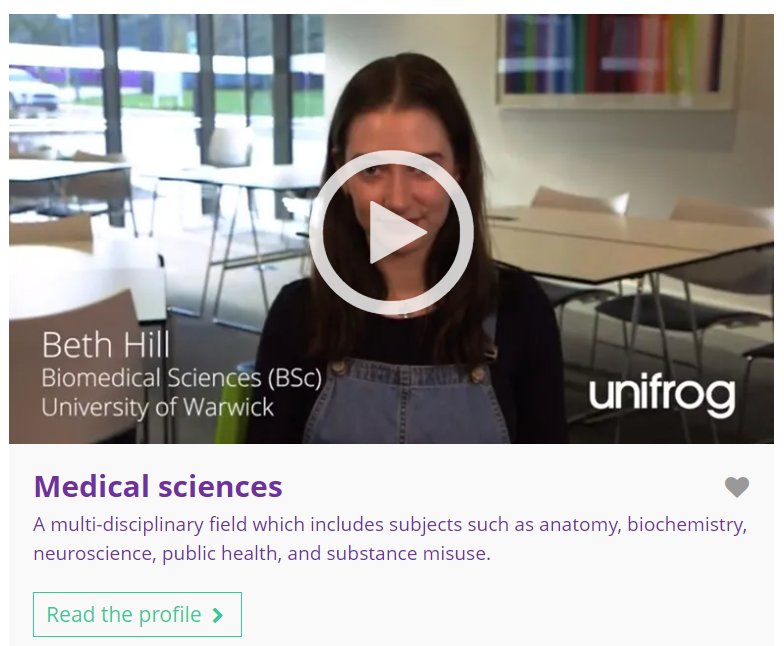 Beth Hill
Biomedical Sciences (BSc)
University of Warwick
unifrog
Medical sciences
A multi-disciplinary field which includes subjects such as anatomy, biochemistry,
neuroscience, public health, and substance misuse.
Read the profile